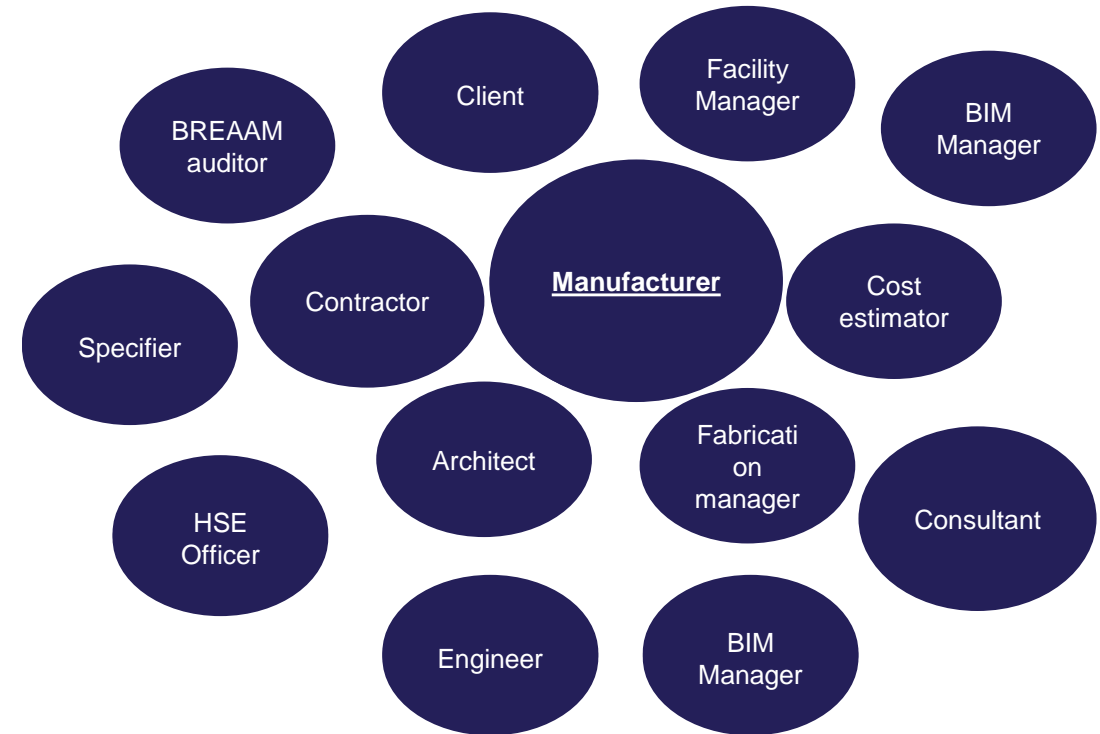 Client
Facility
Manager
BIM
Manager
BREAAM
auditor
Manufacturer
Contractor
Cost
estimator
Specifier
Architect
Fabricati
on
manager
Consultant
HSE
Officer
Engineer
BIM
Manager